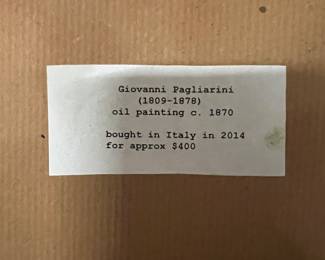 Giovanni Pagliarini
(1809-1878)
oil painting c. 1870
bought in Italy in 2014
for approx $400